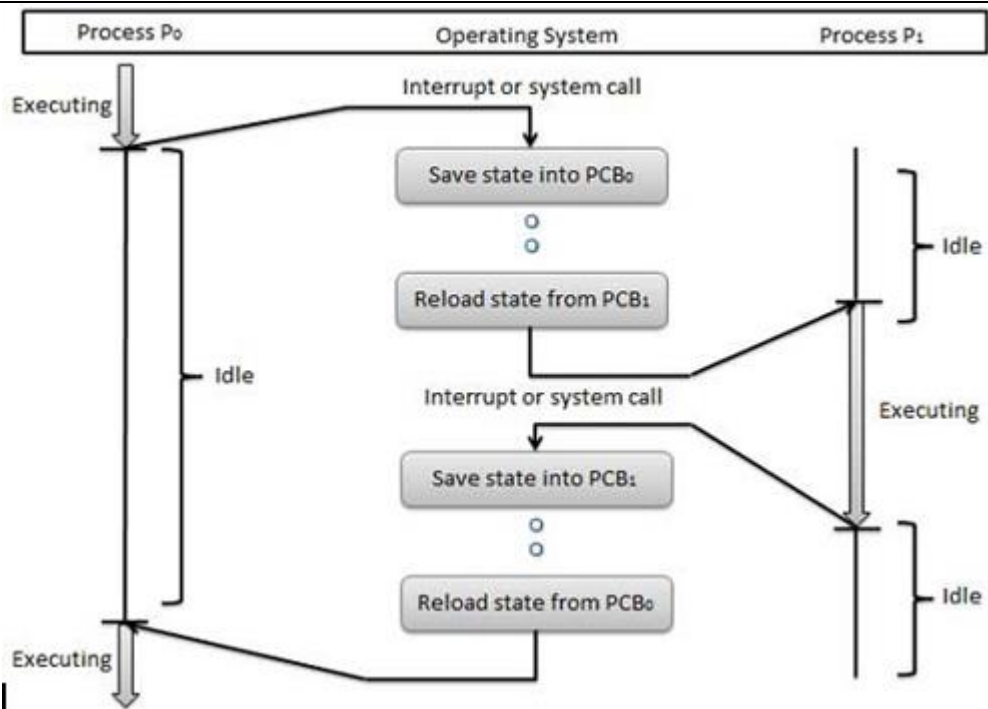 Process P₀ Operating System Process P₁
Interrupt or system call
Executing
Save state into PCB₀
Idle
Reload state from PCB₁
Idle
Interrupt or system call
Executing
Save state into PCB₁
Reload state from PCB₀
Idle
Executing